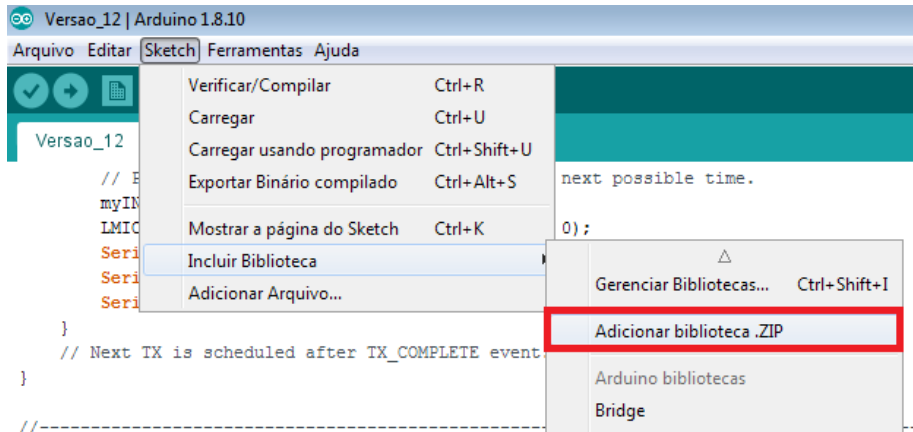 Versao_12 | Arduino 1.8.10
Arquivo Editar Sketch Ferramentas Ajuda
Verificar/Compilar Ctrl+R
Carregar Ctrl+U
Versao_12
Carregar usando programador Ctrl+Shift+U
// next possible time.
Exportar Binário compilado Ctrl+Alt+S
myIN
LMIC 0);
Mostrar a página do Sketch Ctrl+K
Seri
Incluir Biblioteca
Seri
Gerenciar Bibliotecas... Ctrl+Shift+I
Adicionar Arquivo...
Seri
}
Adicionar biblioteca .ZIP
// Next TX is scheduled after TX_COMPLETE event
}
Arduino bibliotecas
Bridge
//------------------------------------------------